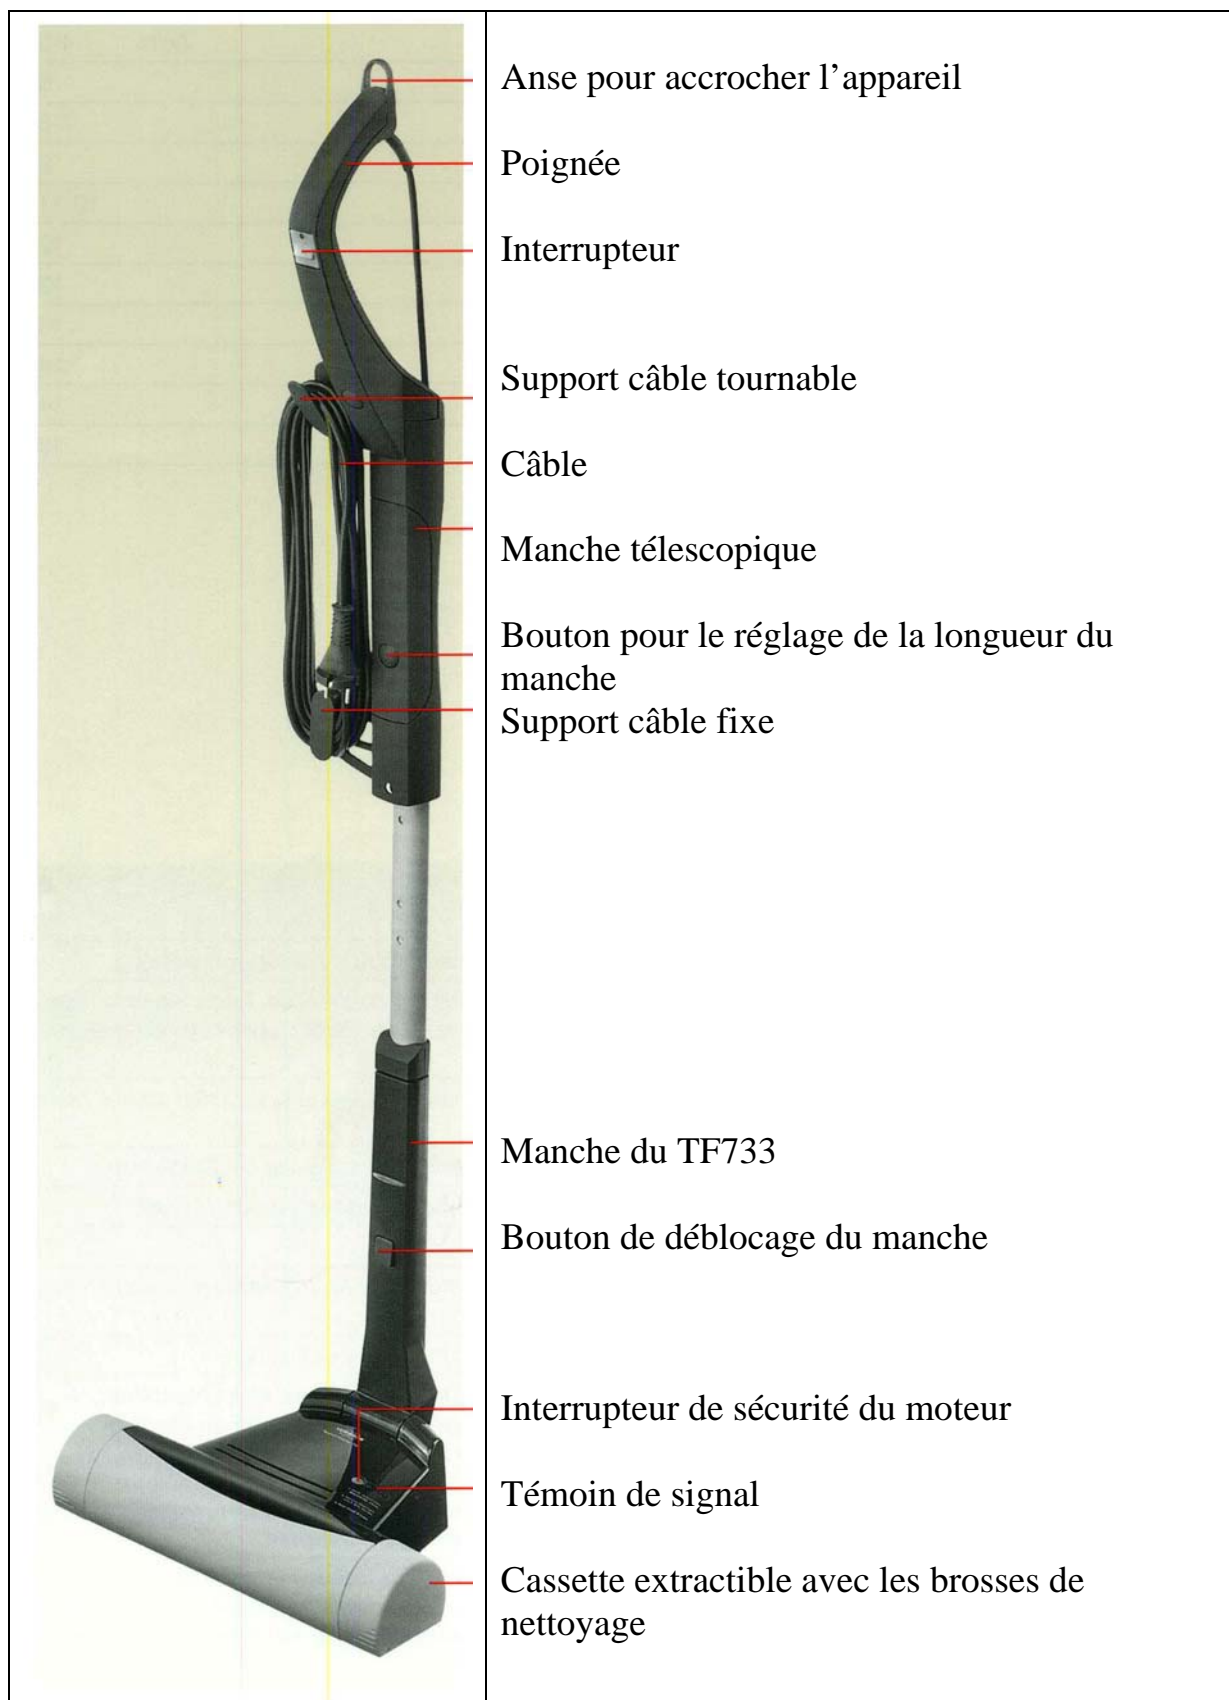 Anse pour accrocher l’appareil
Poignée
Interrupteur
Support câble tournable
Câble
Manche télescopique
Bouton pour le réglage de la longueur du
manche
Support câble fixe
Manche du TF733
Bouton de déblocage du manche
Interrupteur de sécurité du moteur
Témoin de signal
Cassette extractible avec les brosses de
nettoyage